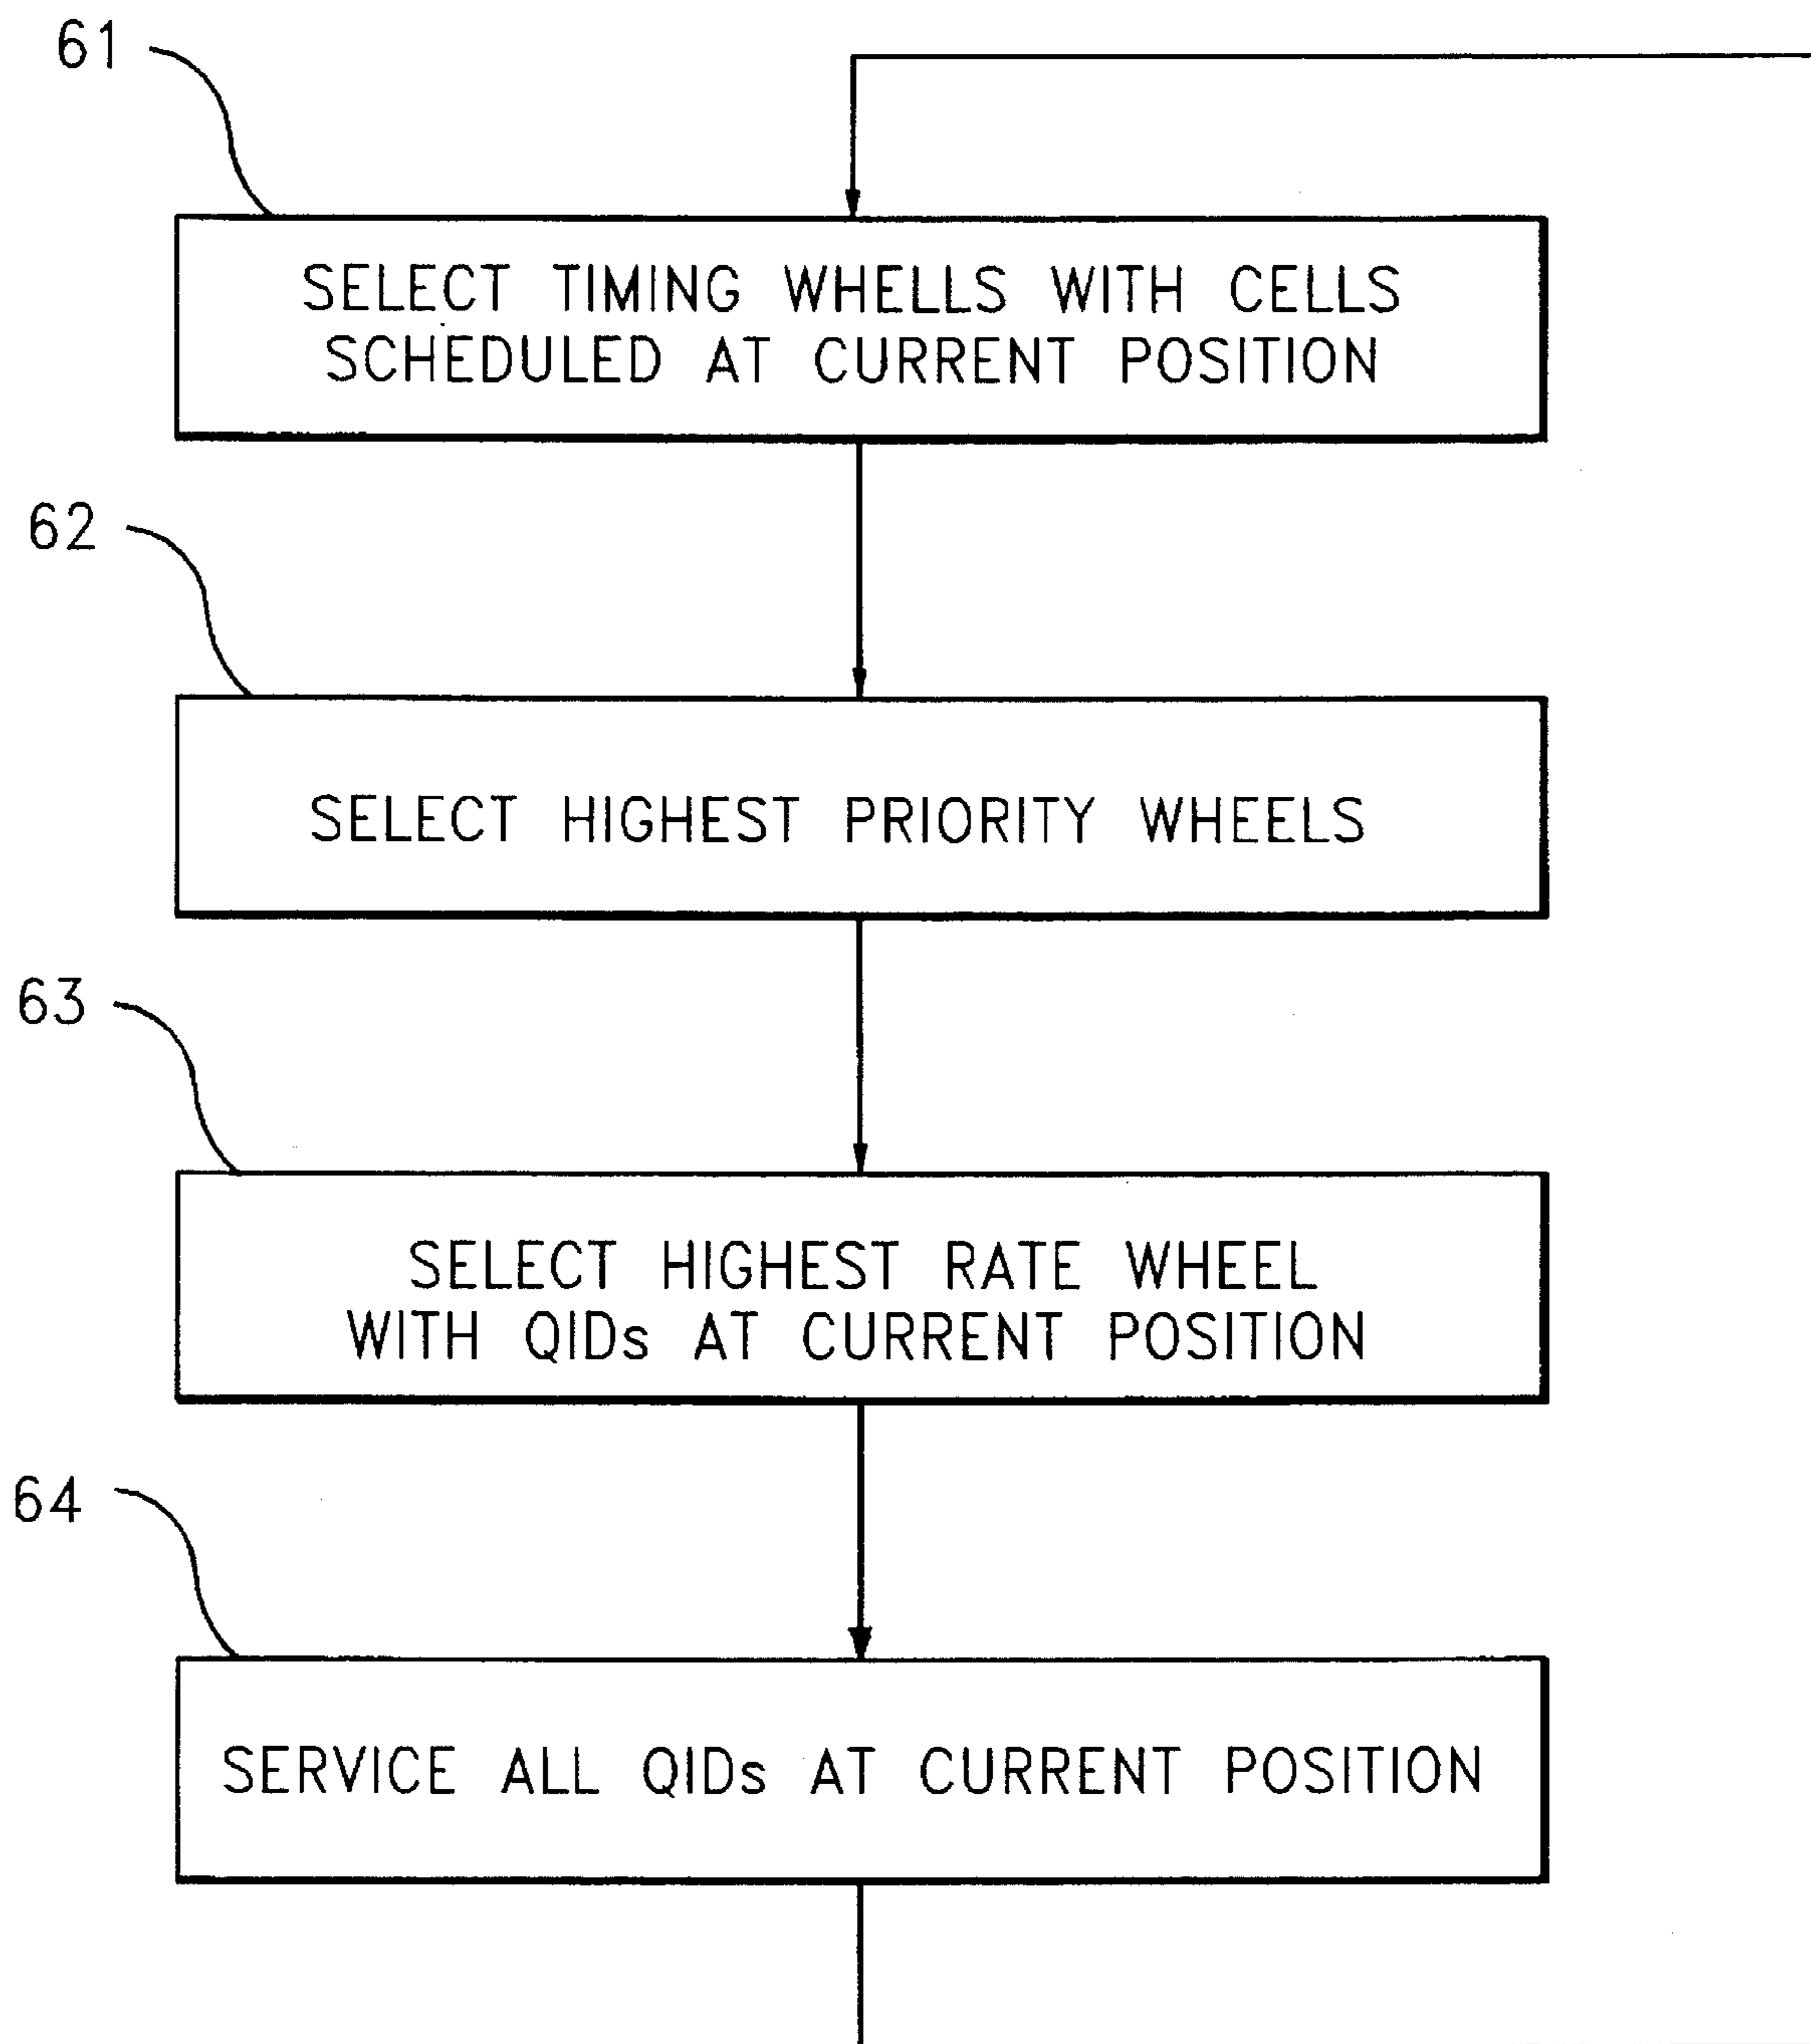 61
SELECT TIMING WHELLS WITH CELLS
SCHEDULED AT CURRENT POSITION
62
SELECT HIGHEST PRIORITY WHEELS
63
SELECT HIGHEST RATE WHEEL
WITH QIDs AT CURRENT POSITION
64
SERVICE ALL QIDs AT CURRENT POSITION